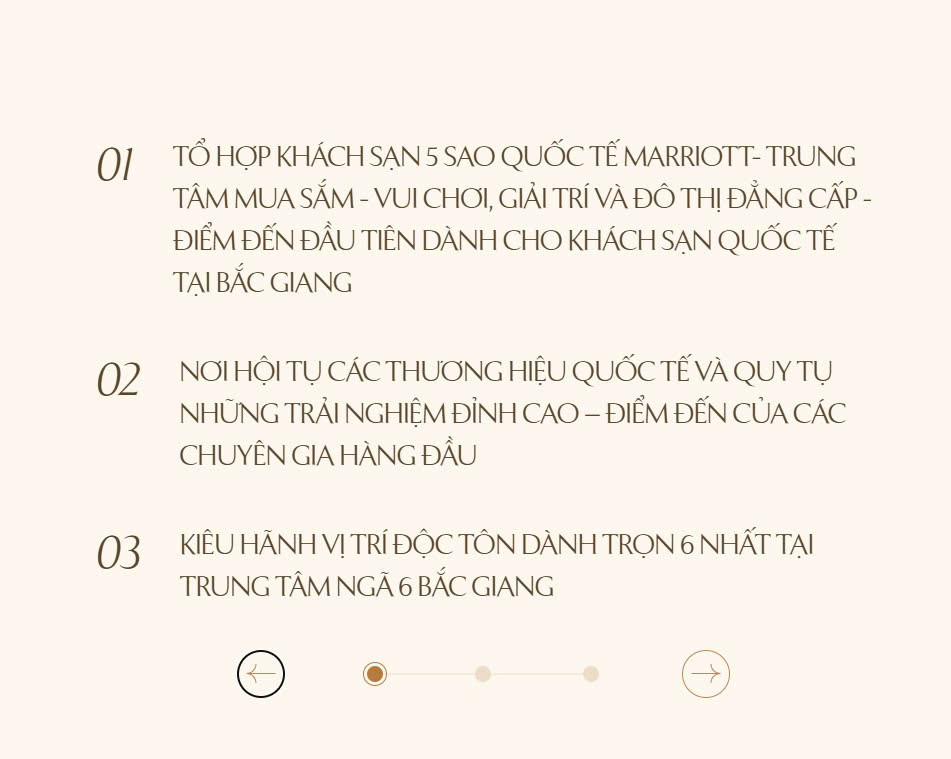 01
TỔ HỢP KHÁCH SẠN 5 SAO QUỐC TẾ MARRIOTT- TRUNG
TÂM MUA SẮM - VUI CHƠI, GIẢI TRÍ VÀ ĐÔ THỊ ĐẲNG CẤP -
ĐIỂM ĐẾN ĐẦU TIÊN DÀNH CHO KHÁCH SẠN QUỐC TẾ
TẠI BẮC GIANG
02
NƠI HỘI TỤ CÁC THƯƠNG HIỆU QUỐC TẾ VÀ QUY TỤ
NHỮNG TRẢI NGHIỆM ĐỈNH CAO – ĐIỂM ĐẾN CỦA CÁC
CHUYÊN GIA HÀNG ĐẦU
03
KIÊU HÃNH VỊ TRÍ ĐỘC TÔN DÀNH TRỌN 6 NHẤT TẠI
TRUNG TÂM NGÃ 6 BẮC GIANG